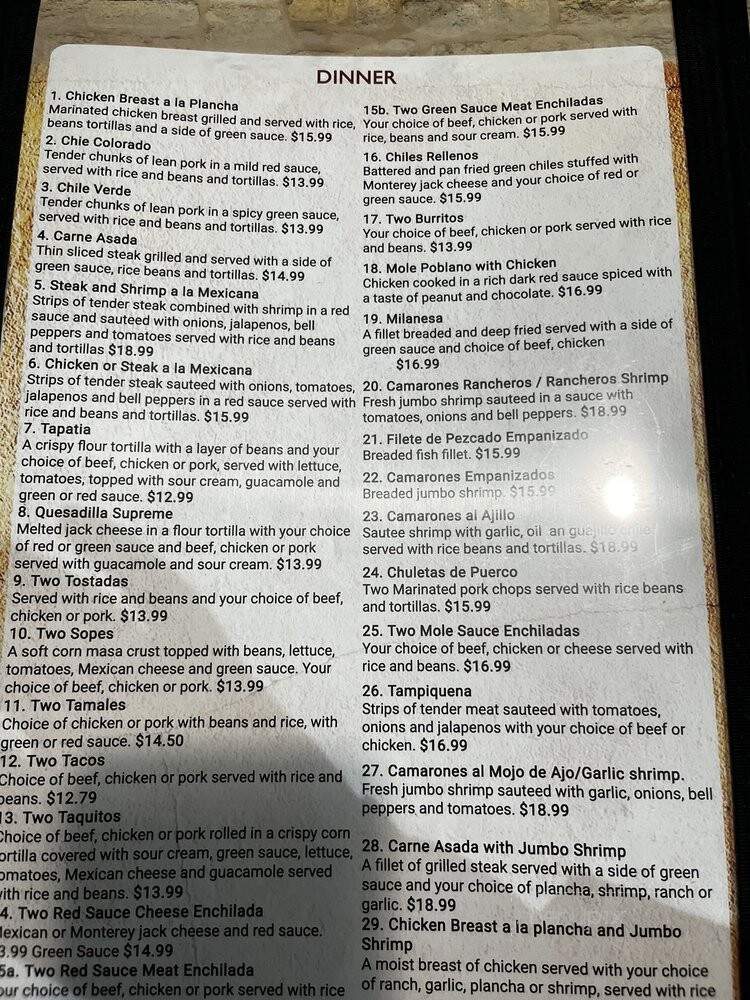 DINNER
1. Chicken Breast a la Plancha
Marinated chicken breast grilled and served with rice,
beans tortillas and a side of green sauce. $15.99
2. Chie Colorado
Tender chunks of lean pork in a mild red sauce,
served with rice and beans and tortillas. $13.99
3. Chile Verde
Tender chunks of lean pork in a spicy green sauce,
served with rice and beans and tortillas. $13.99
4. Carne Asada
Thin sliced steak grilled and served with a side of
green sauce, rice beans and tortillas. $14.99
5. Steak and Shrimp a la Mexicana
Strips of tender steak combined with shrimp in a red
sauce and sauteed with onions, jalapenos, bell
peppers and tomatoes served with rice and beans
and tortillas $18.99
6. Chicken or Steak a la Mexicana
Strips of tender steak sauteed with onions, tomatoes,
jalapenos and bell peppers in a red sauce served with
rice and beans and tortillas. $15.99
7. Tapatia
A crispy flour tortilla with a layer of beans and your
choice of beef, chicken or pork, served with lettuce,
tomatoes, topped with sour cream, guacamole and
green or red sauce. $12.99
8. Quesadilla Supreme
Melted jack cheese in a flour tortilla with your choice
of red or green sauce and beef, chicken or pork
served with guacamole and sour cream. $13.99
9. Two Tostadas
Served with rice and beans and your choice of beef,
chicken or pork. $13.99
10. Two Sopes
A soft corn masa crust topped with beans, lettuce,
tomatoes, Mexican cheese and green sauce. Your
choice of beef, chicken or pork. $13.99
11. Two Tamales
Choice of chicken or pork with beans and rice, with
green or red sauce. $14.50
12. Two Tacos
Choice of beef, chicken or pork served with rice and
beans. $12.79
13. Two Taquitos
Choice of beef, chicken or pork rolled in a crispy corn
ortilla covered with sour cream, green sauce, lettuce,
omatoes, Mexican cheese and guacamole served
ith rice and beans. $13.99
4. Two Red Sauce Cheese Enchilada
exican or Monterey jack cheese and red sauce.
3.99 Green Sauce $14.99
5a. Two Red Sauce Meat Enchilada
our choice of beef, chicken or pork served with rice
15b. Two Green Sauce Meat Enchiladas
Your choice of beef, chicken or pork served with
rice, beans and sour cream. $15.99
16. Chiles Rellenos
Battered and pan fried green chiles stuffed with
Monterey jack cheese and your choice of red or
green sauce. $15.99
17. Two Burritos
Your choice of beef, chicken or pork served with rice
and beans. $13.99
18. Mole Poblano with Chicken
Chicken cooked in a rich dark red sauce spiced with
a taste of peanut and chocolate. $16.99
19. Milanesa
A fillet breaded and deep fried served with a side of
green sauce and choice of beef, chicken
$16.99
20. Camarones Rancheros / Rancheros Shrimp
Fresh jumbo shrimp sauteed in a sauce with
tomatoes, onions and bell peppers. $18.99
21. Filete de Pezcado Empanizado
Breaded fish fillet. $15.99
22. Camarones Empanizados
Breaded jumbo shrimp. $15.99
23. Camarones al Ajillo
Sautee shrimp with garlic, oil an guajillo chile
served with rice beans and tortillas. $18.99
24. Chuletas de Puerco
Two Marinated pork chops served with rice beans
and tortillas. $15.99
25. Two Mole Sauce Enchiladas
Your choice of beef, chicken or cheese served with
rice and beans. $16.99
26. Tampiquena
Strips of tender meat sauteed with tomatoes,
onions and jalapenos with your choice of beef or
chicken. $16.99
27. Camarones al Mojo de Ajo/Garlic shrimp.
Fresh jumbo shrimp sauteed with garlic, onions, bell
peppers and tomatoes. $18.99
28. Carne Asada with Jumbo Shrimp
A fillet of grilled steak served with a side of green
sauce and your choice of plancha, shrimp, ranch or
garlic. $18.99
29. Chicken Breast a la plancha and Jumbo
Shrimp
A moist breast of chicken served with your choice
of ranch, garlic, plancha or shrimp, served with rice